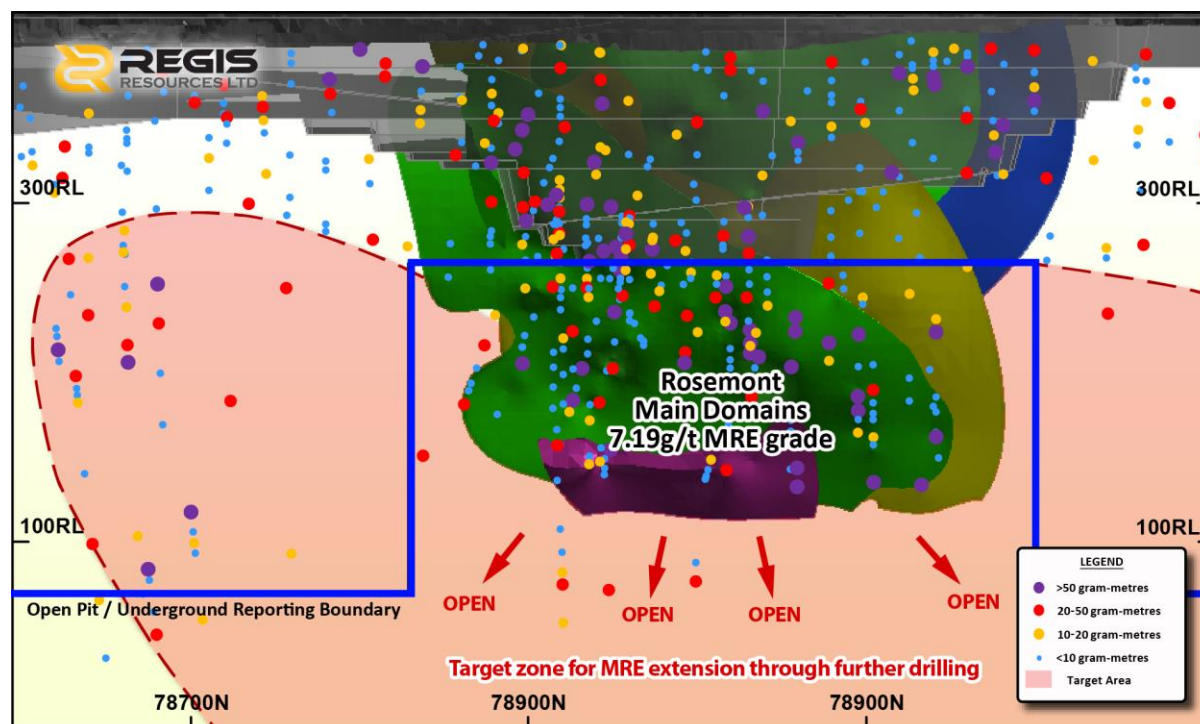 REGIS
RESOURCES LTD
300RL
300RL
Rosemont
Main Domains
7.19g/t MRE grade
100RL
100RL
OPEN
OPEN
OPEN
OPEN
Open Pit / Underground Reporting Boundary
Target zone for MRE extension through further drilling
78700N
78900N
78900N
LEGEND
>50 gram-metres
20-50 gram-metres
10-20 gram-metres
<10 gram-metres
Target Area